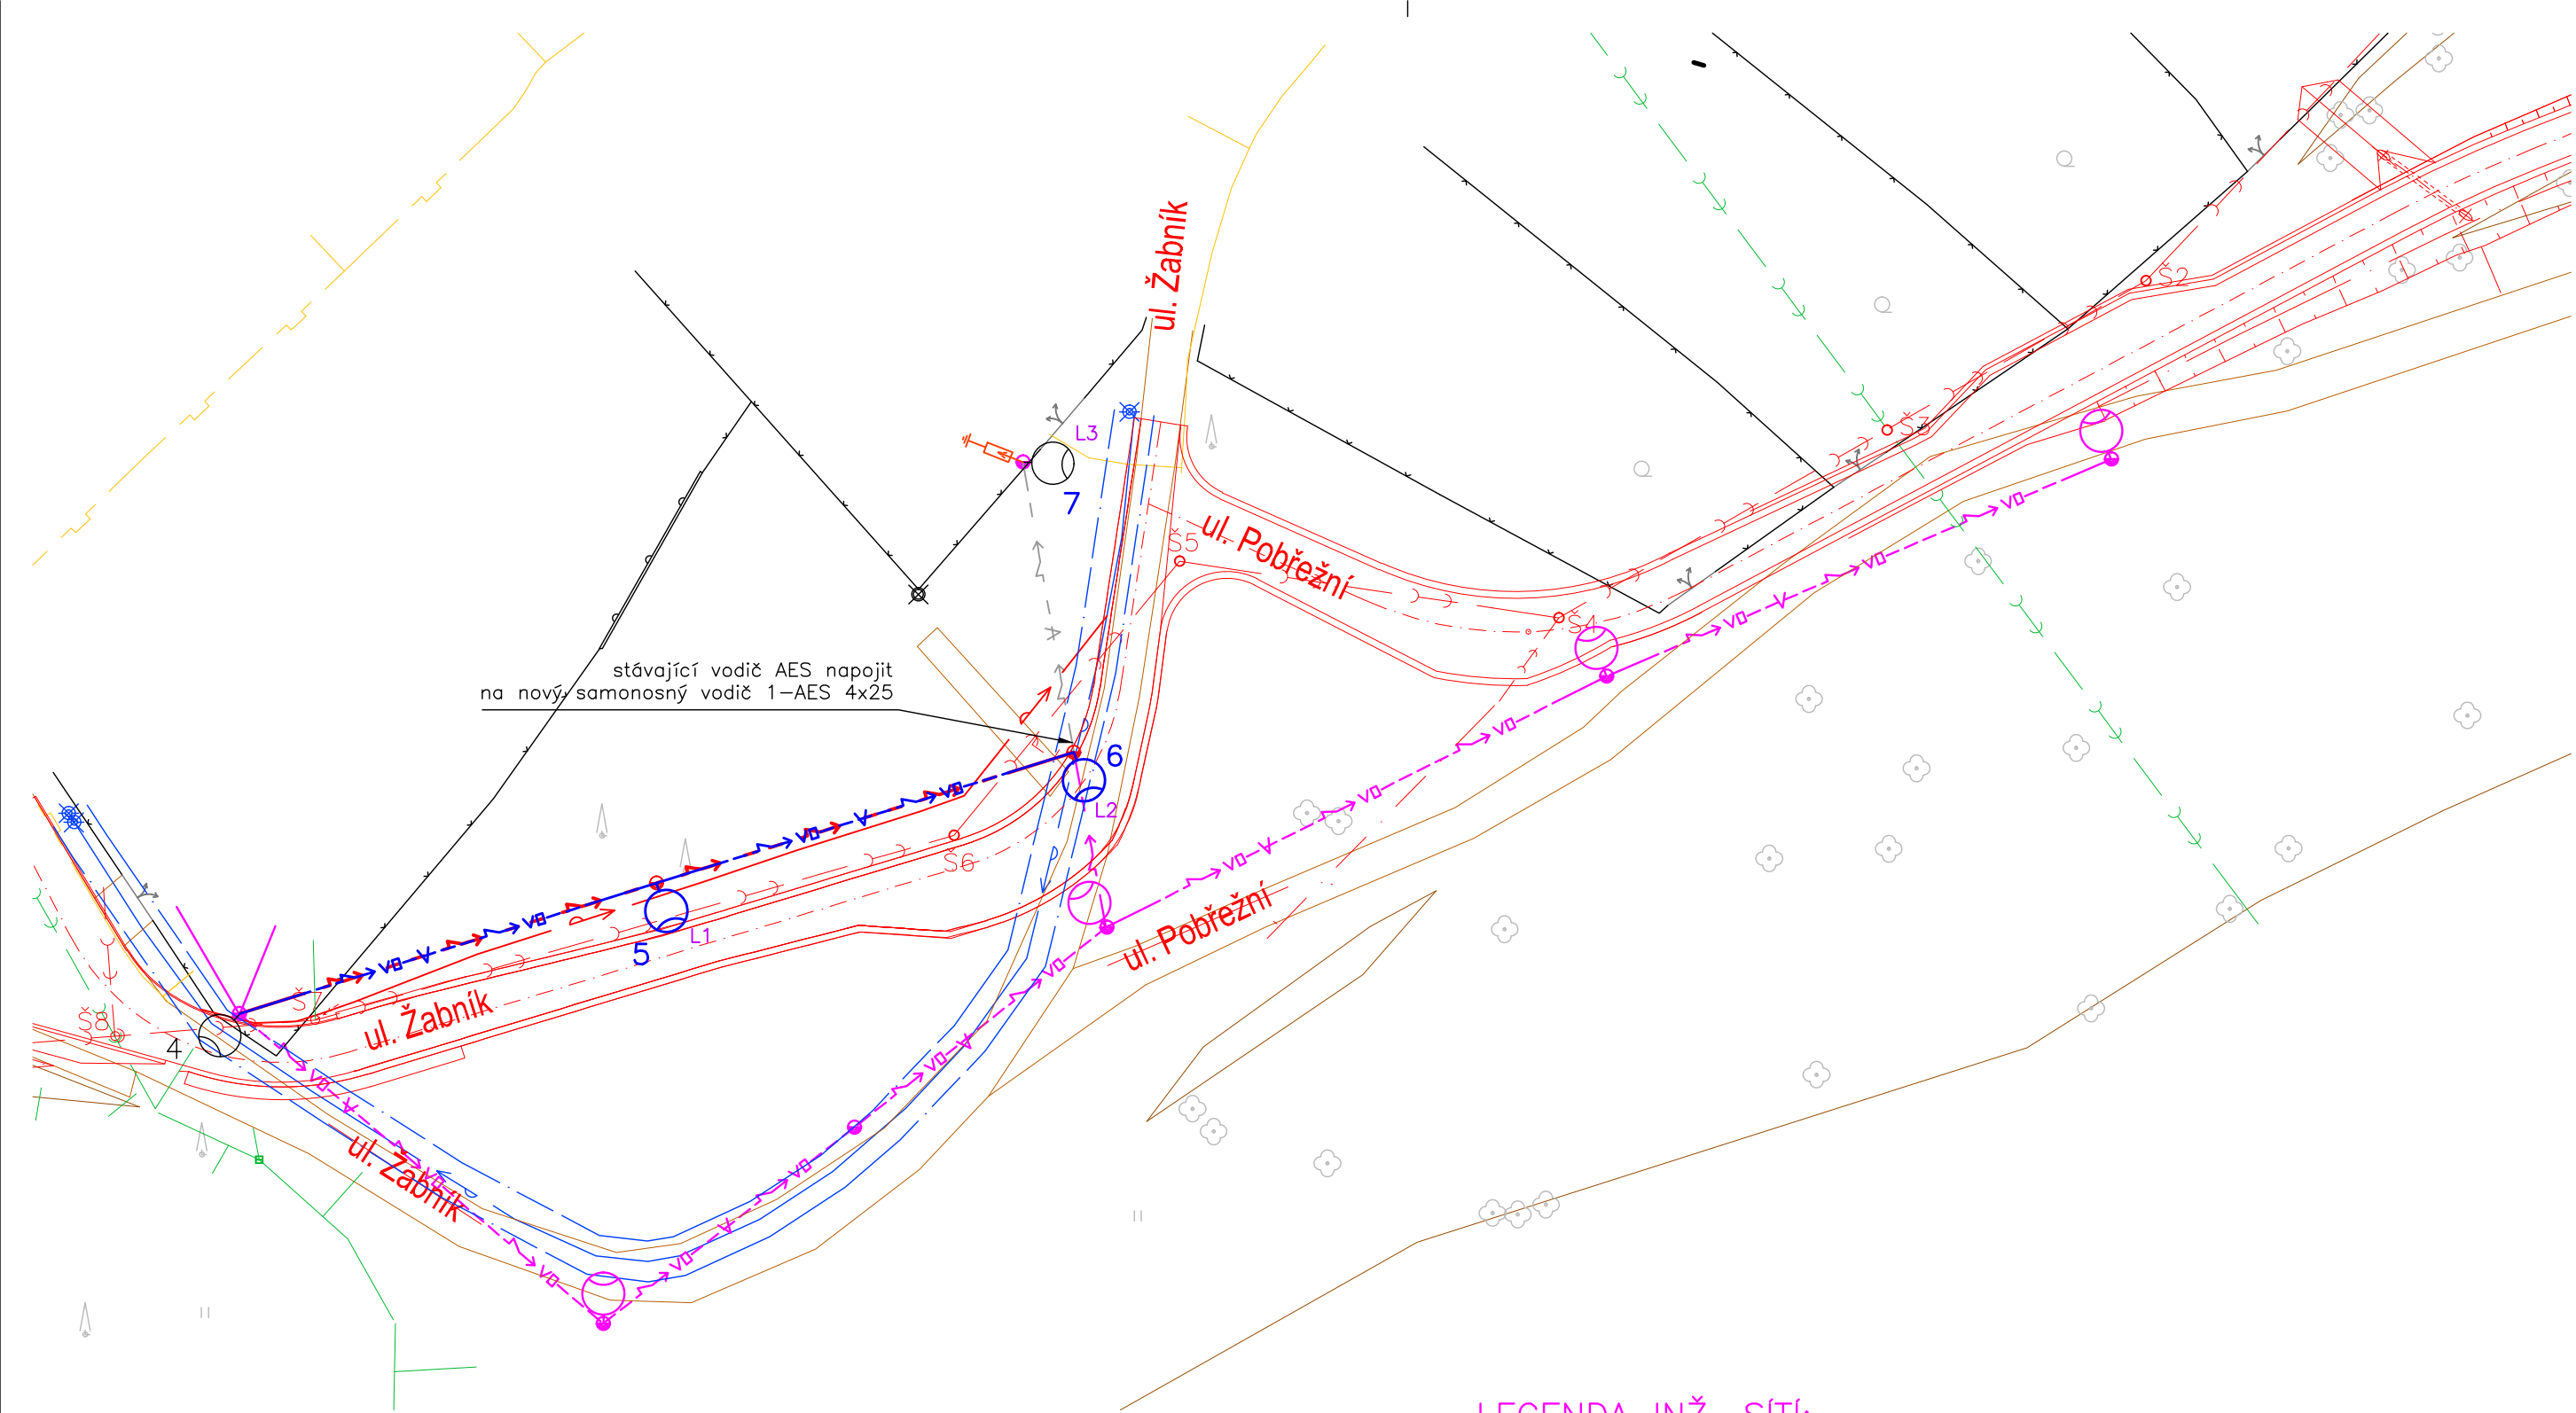 ul. Žabník
Š2
L3
Š3
7
ul. Pobřežní
Š5
Š4
stávající vodič AES napojit
na nový samonosný vodič 1-AES 4x25
6
L2
Š6
L1
5
ul. Pobřežní
Š7
Š8
ul. Žabník
4
ul. Žabník